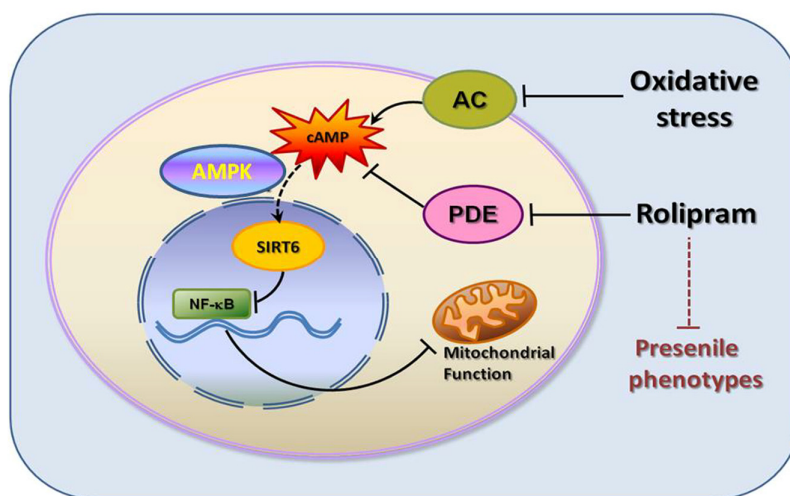 Oxidative
stress
AC
cAMP
AMPK
PDE
Rolipram
SIRT6
NF-κB
Mitochondrial
Function
Presenile
phenotypes